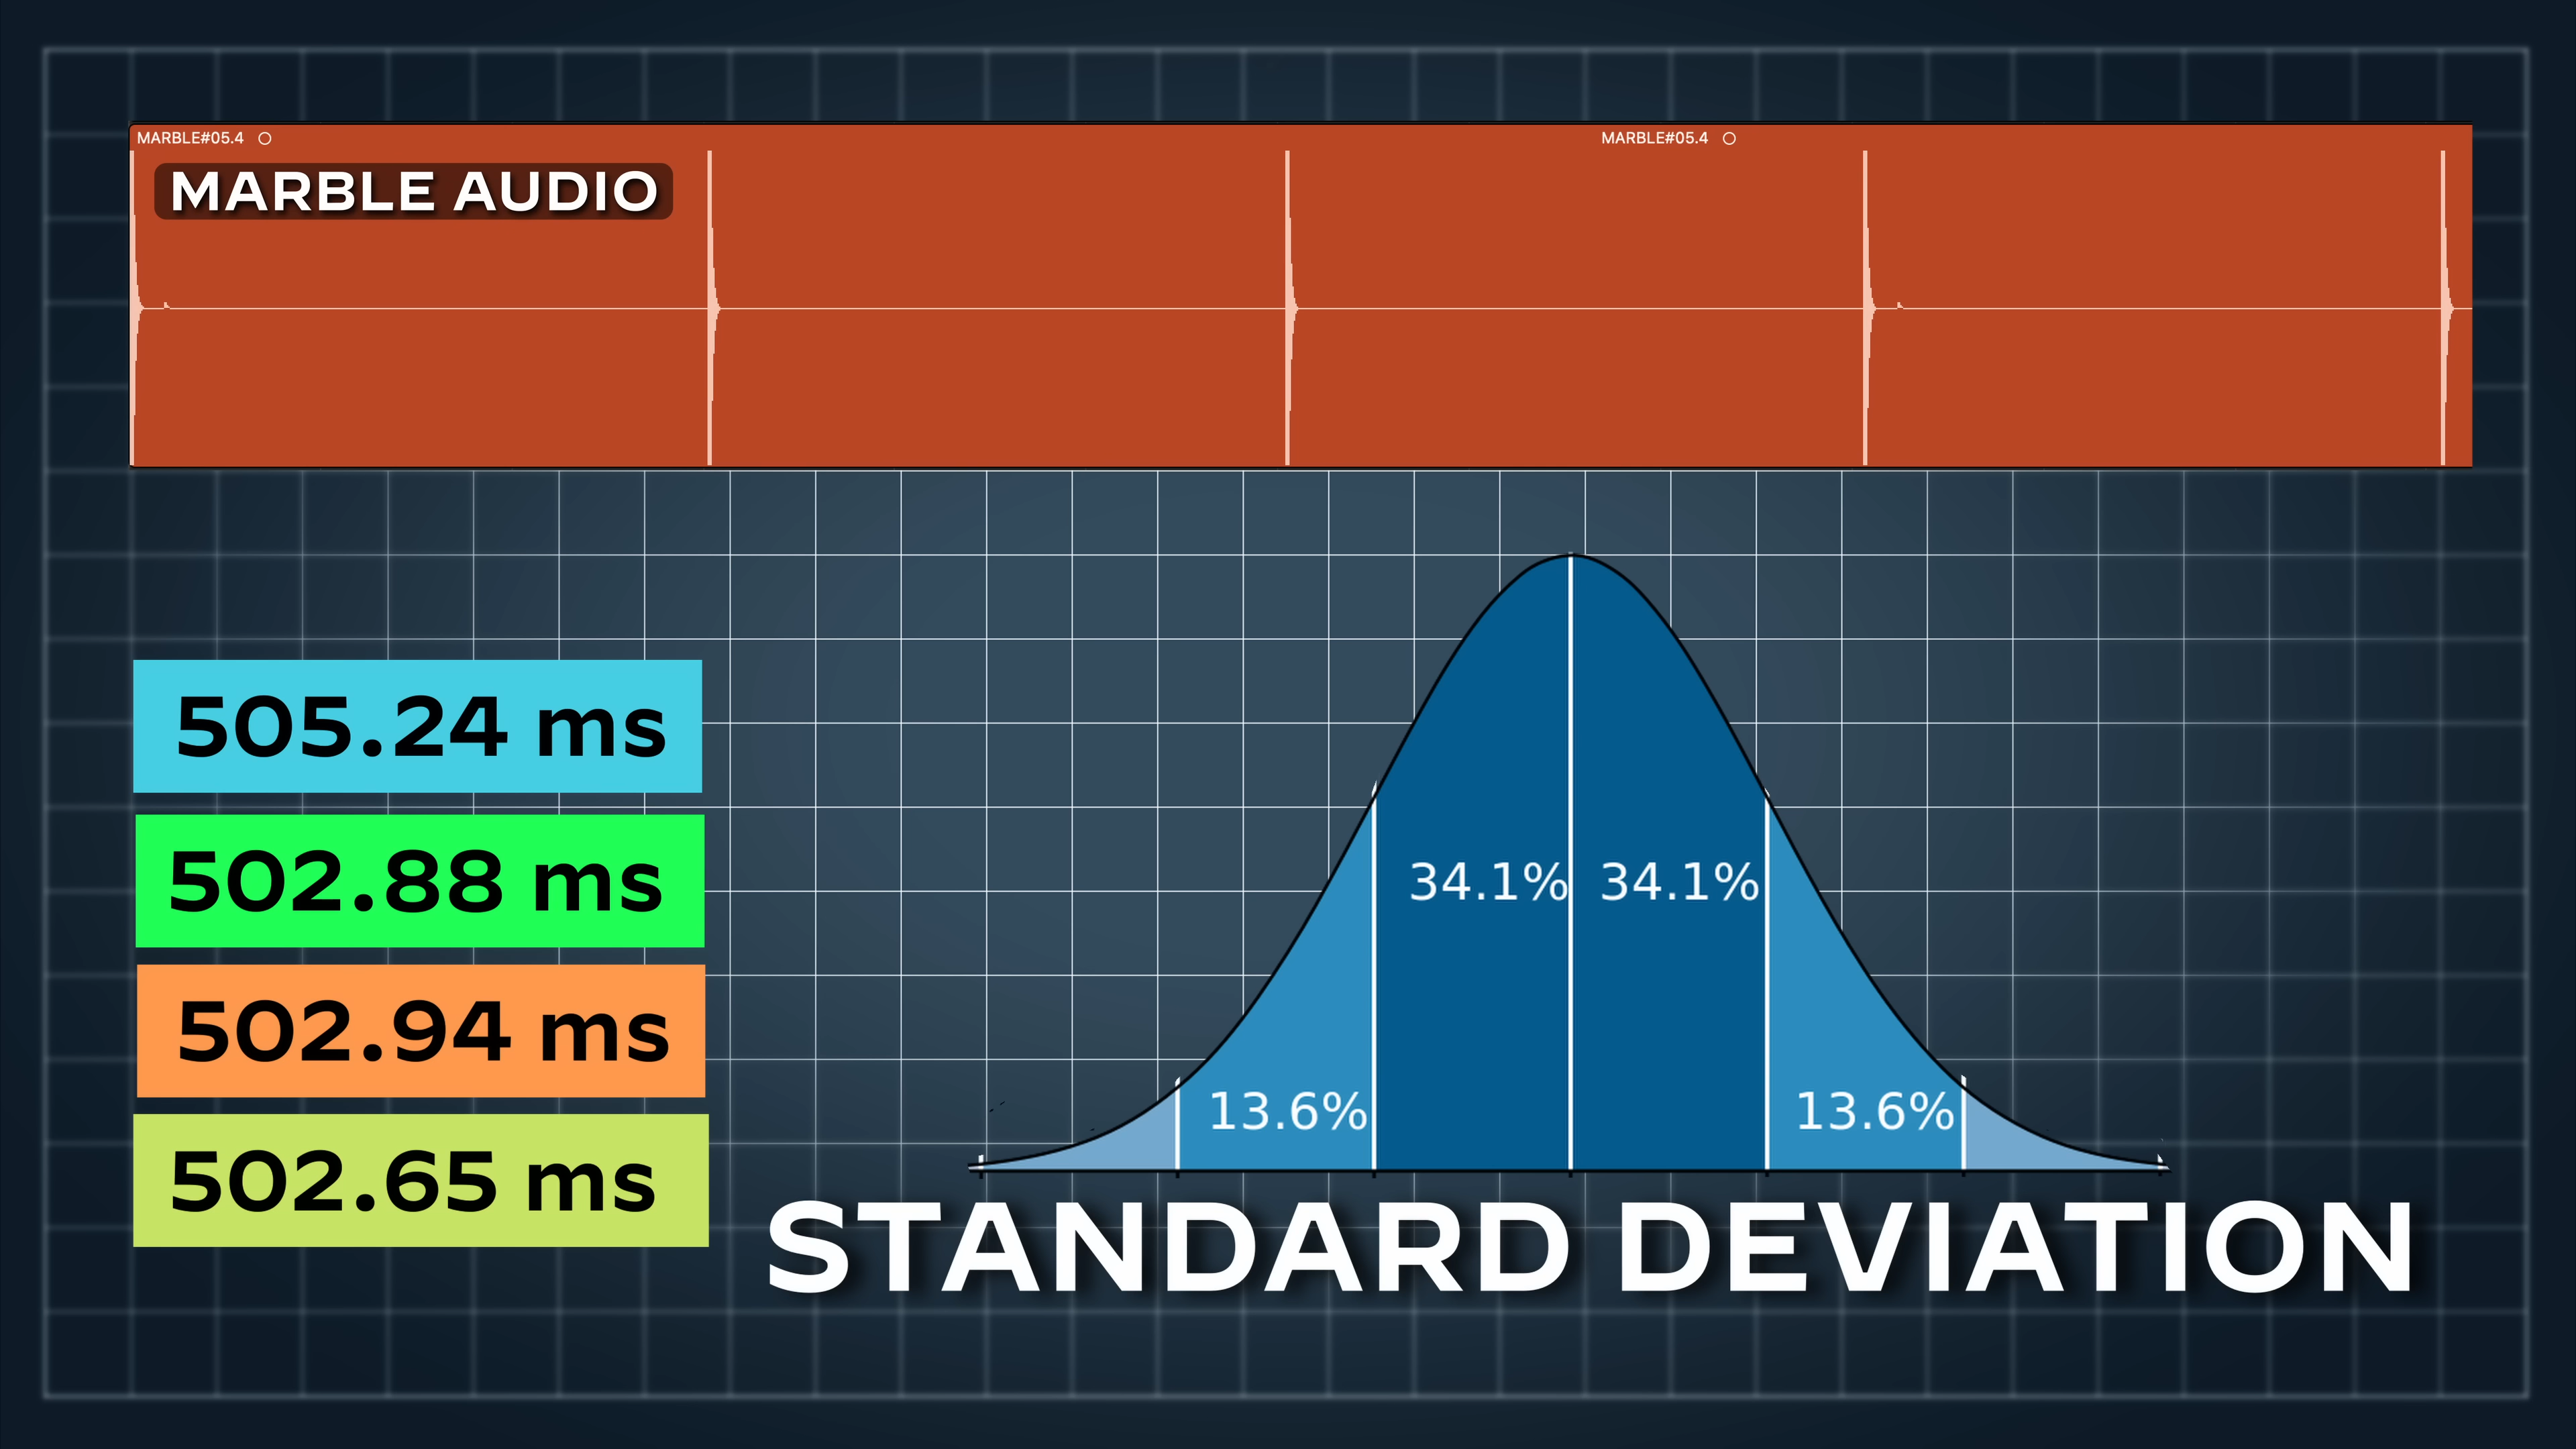 MARBLE#05.4 MARBLE#05.4
MARBLE AUDIO
505.24 ms
502.88 ms
502.94 ms
502.65 ms
34.1% 34.1%
13.6% 13.6%
STANDARD DEVIATION